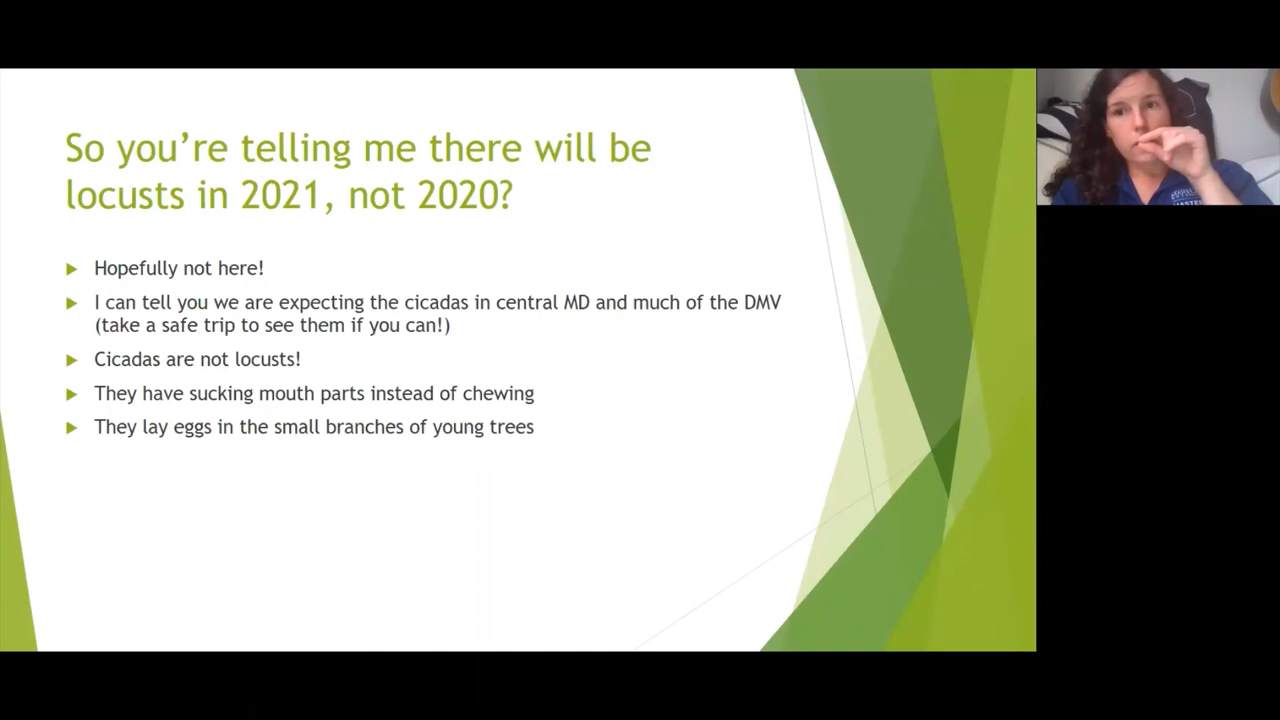 So you’re telling me there will be
locusts in 2021, not 2020?
Hopefully not here!
I can tell you we are expecting the cicadas in central MD and much of the DMV
(take a safe trip to see them if you can!)
Cicadas are not locusts!
They have sucking mouth parts instead of chewing
They lay eggs in the small branches of young trees